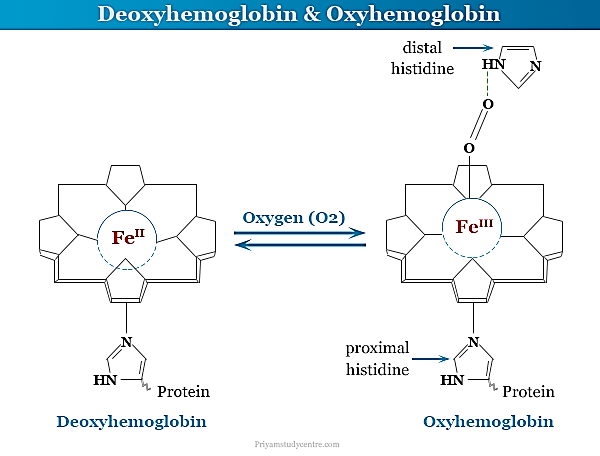 Deoxyhemoglobin & Oxyhemoglobin
distal
histidine
HN
N
O
O
Oxygen (O2)
FeII
FeIII
N
HN
Protein
Deoxyhemoglobin
proximal
histidine
N
HN
Protein
Oxyhemoglobin
Priyamstudycentre.com